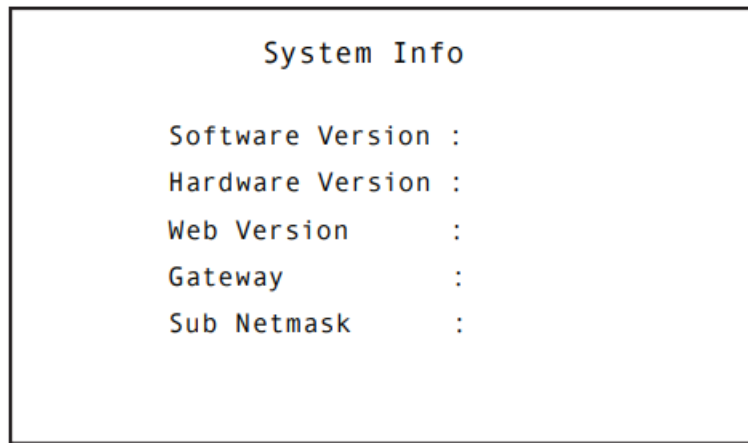 System Info
Software Version :
Hardware Version :
Web Version :
Gateway :
Sub Netmask :